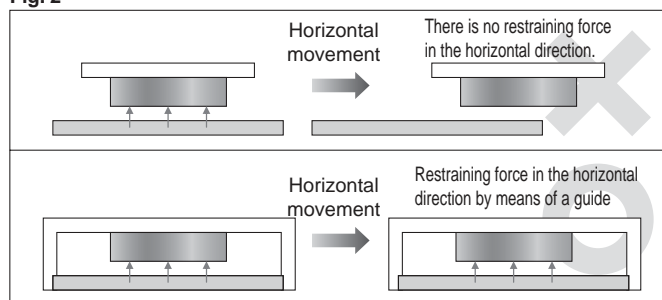 Fig. 2
Horizontal
movement
There is no restraining force
in the horizontal direction.
Horizontal
movement
Restraining force in the horizontal
direction by means of a guide